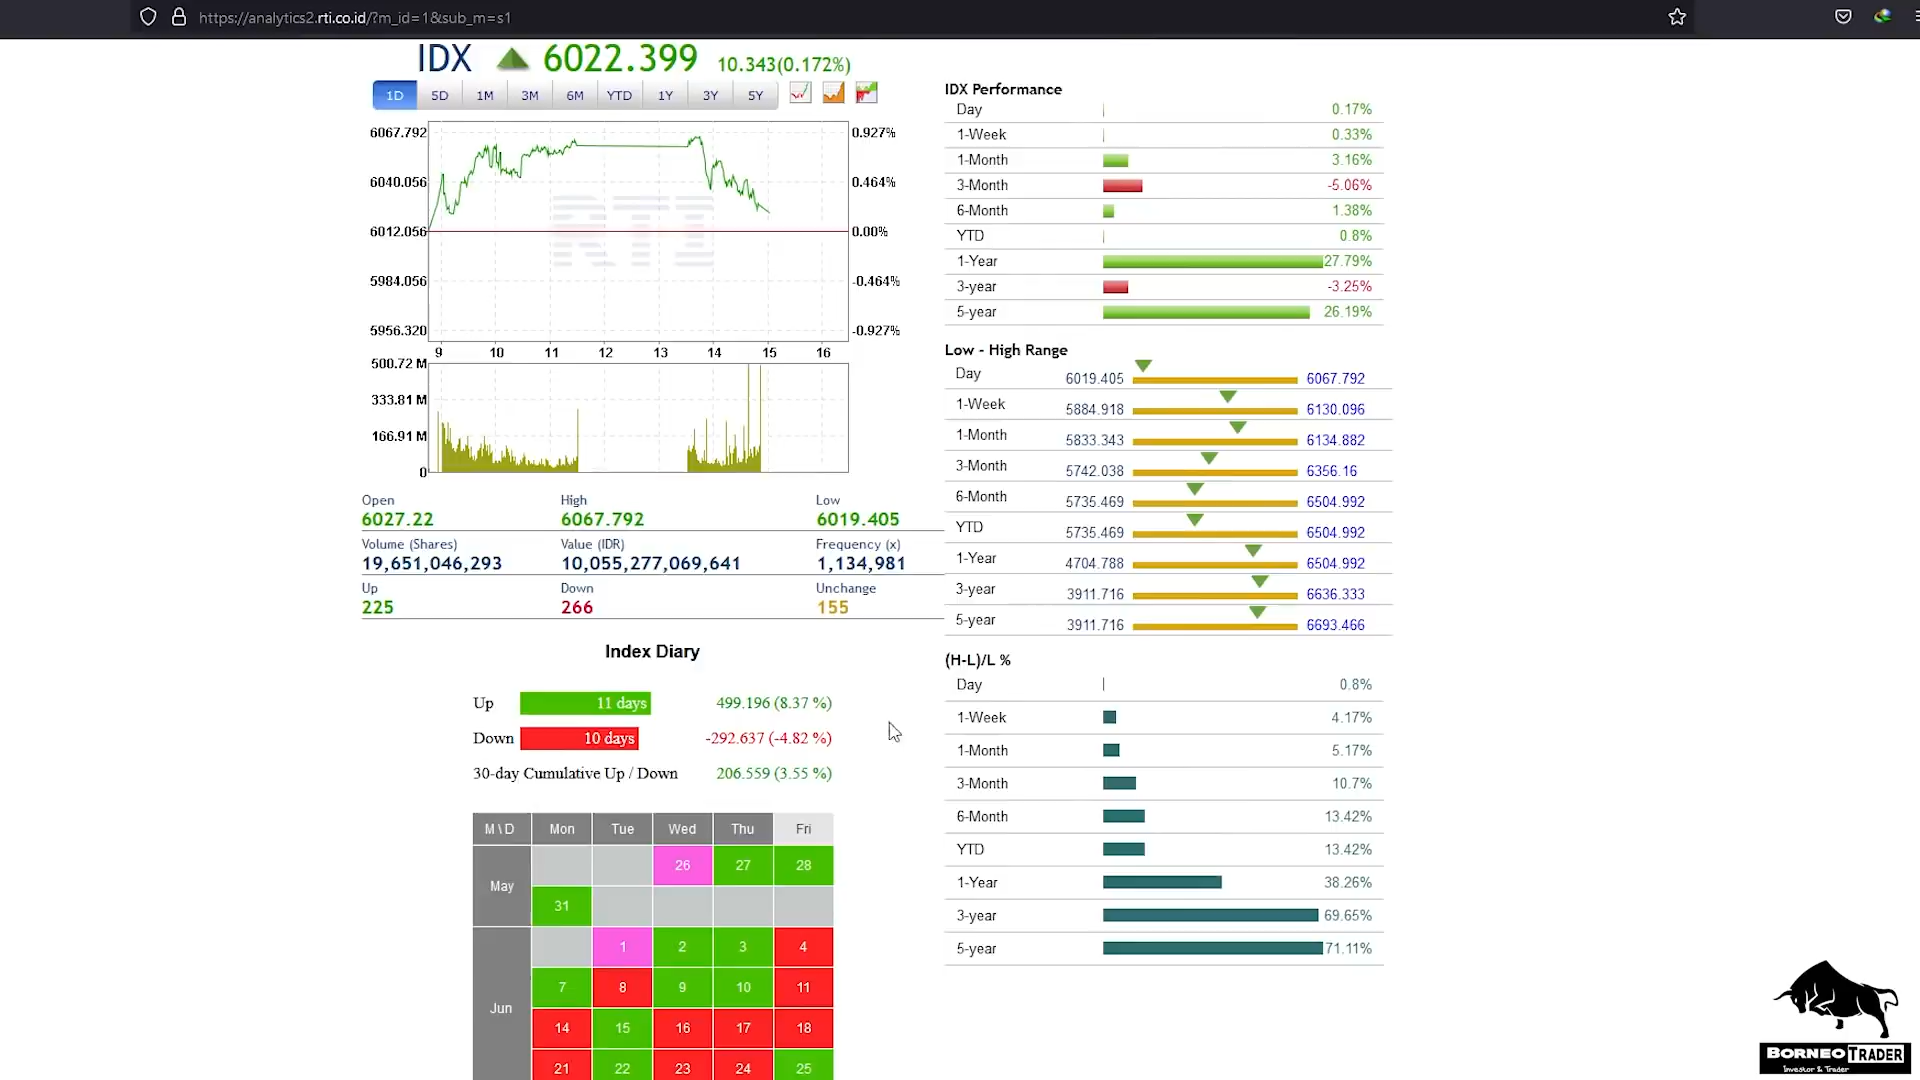 https://analytics2.rti.co.id/?m_id=1&sub_m=s1
IDX 6022.399 10.343(0.172%)
1D 5D 1M 3M 6M YTD 1Y 3Y 5Y
6067.792 0.927%
6040.056 0.464%
6012.056 0.00%
5984.056 -0.464%
5956.320 -0.927%
RTI
9 10 11 12 13 14 15 16
500.72 M
333.81 M
166.91 M
0
Open High Low
6027.22 6067.792 6019.405
Volume (Shares) Value (IDR) Frequency (x)
19,651,046,293 10,055,277,069,641 1,134,981
Up Down Unchange
225 266 155
Index Diary
Up 11 days 499.196 (8.37 %)
Down 10 days -292.637 (-4.82 %)
30-day Cumulative Up / Down 206.559 (3.55 %)
M \ D Mon Tue Wed Thu Fri
May 26 27 28
31
Jun 1 2 3 4
7 8 9 10 11
14 15 16 17 18
21 22 23 24 25
IDX Performance
Day 0.17%
1-Week 0.33%
1-Month 3.16%
3-Month -5.06%
6-Month 1.38%
YTD 0.8%
1-Year 27.79%
3-year -3.25%
5-year 26.19%
Low - High Range
Day 6019.405 6067.792
1-Week 5884.918 6130.096
1-Month 5833.343 6134.882
3-Month 5742.038 6356.16
6-Month 5735.469 6504.992
YTD 5735.469 6504.992
1-Year 4704.788 6504.992
3-year 3911.716 6636.333
5-year 3911.716 6693.466
(H-L)/L %
Day 0.8%
1-Week 4.17%
1-Month 5.17%
3-Month 10.7%
6-Month 13.42%
YTD 13.42%
1-Year 38.26%
3-year 69.65%
5-year 71.11%
BORNEO TRADER
Investor & Trader